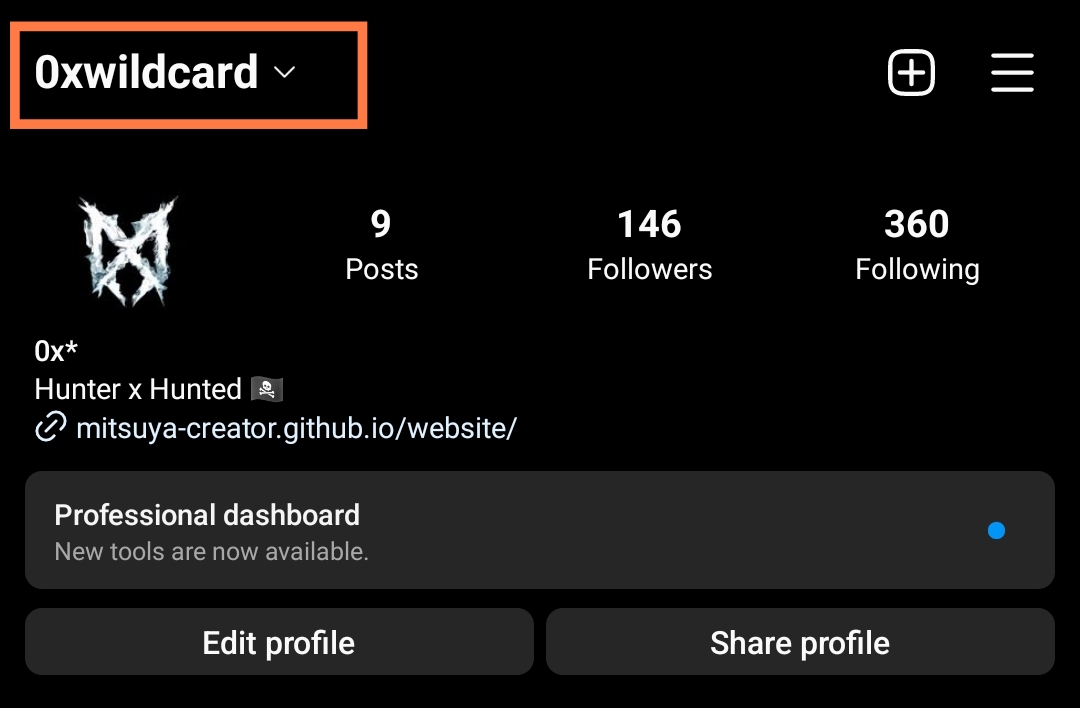 0xwildcard
9 146 360
Posts Followers Following
0x*
Hunter x Hunted 🏴‍☠️
mitsuya-creator.github.io/website/
Professional dashboard
New tools are now available.
Edit profile Share profile